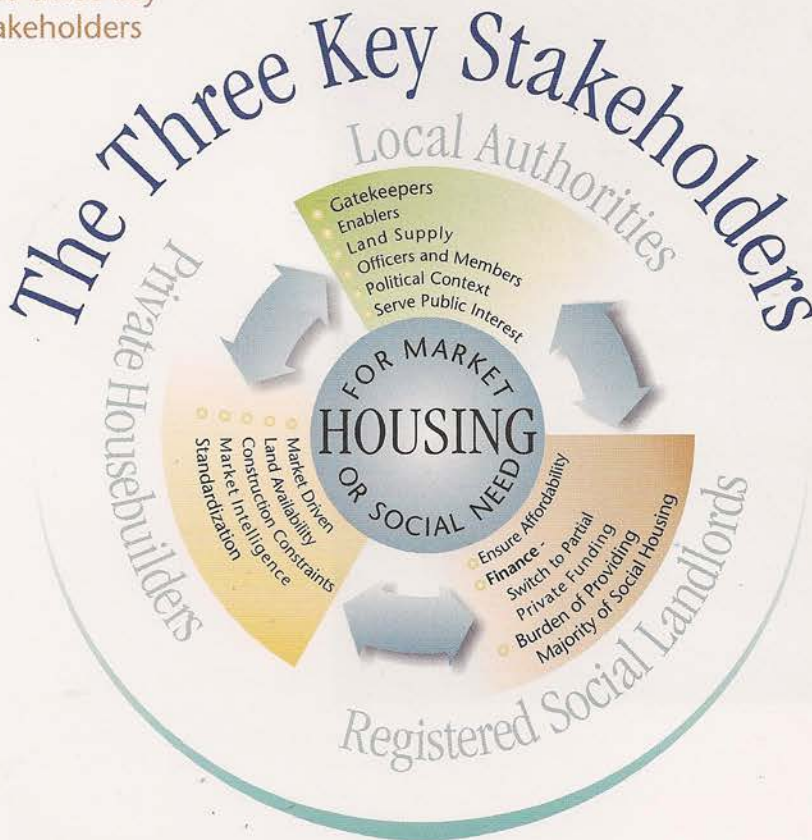 akeholders
The Three Key Stakeholders
Local Authorities
Gatekeepers
Enablers
Land Supply
Officers and Members
Political Context
Serve Public Interest
Private Housebuilders
Market Driven
Land Availability
Construction Constraints
Market Intelligence
Standardization
FOR MARKET
HOUSING
OR SOCIAL NEED
Ensure Affordability
Finance -
Switch to Partial
Private Funding
Burden of Providing
Majority of Social Housing
Registered Social Landlords